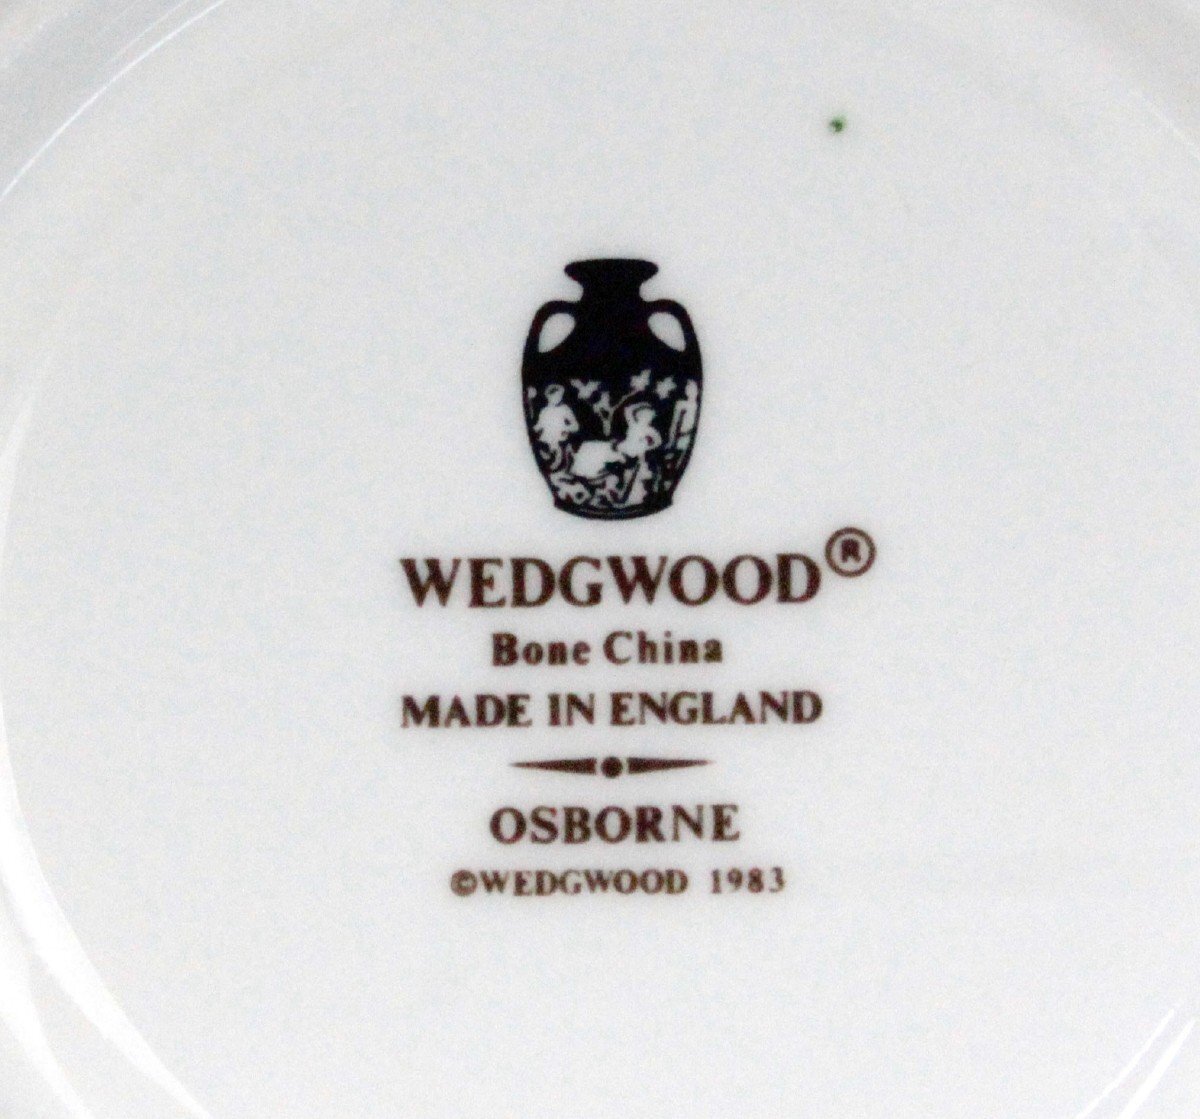 WEDGWOOD®
Bone China
MADE IN ENGLAND
OSBORNE
©WEDGWOOD 1983